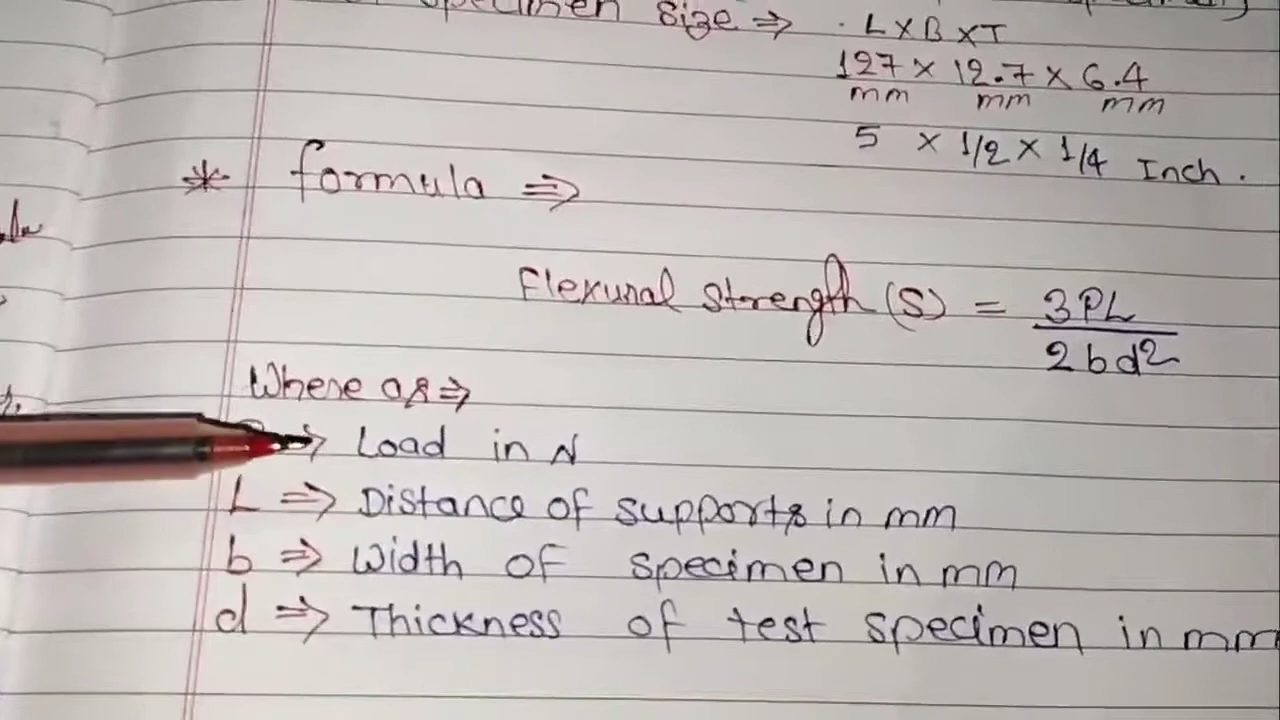 specimen size ⇒ . L X B X T
127 X 12.7 X 6.4
mm mm mm
5 X 1/2 X 1/4 Inch.
* formula ⇒
Flexural strength (S) = 3PL / 2bd2
Where as ⇒
⇒ Load in N
L ⇒ Distance of supports in mm
b ⇒ Width of specimen in mm
d ⇒ Thickness of test specimen in mm